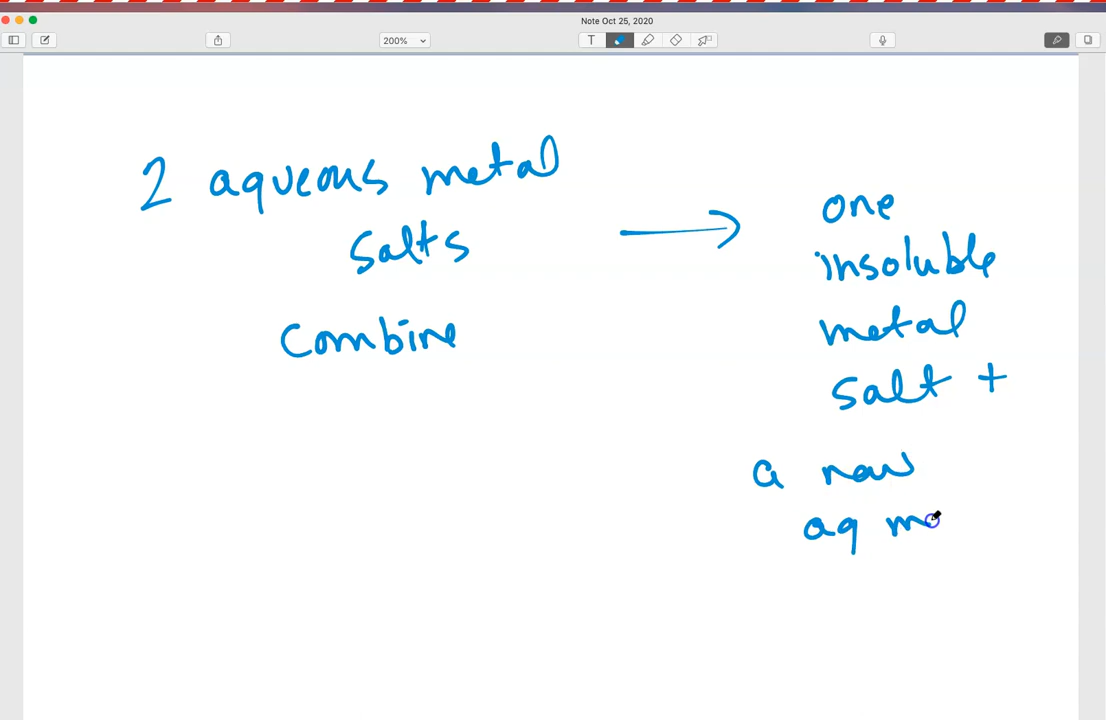 Note Oct 25, 2020
200%
T
2 aqueous metal
salts
combine
one
insoluble
metal
salt +
a new
aq m